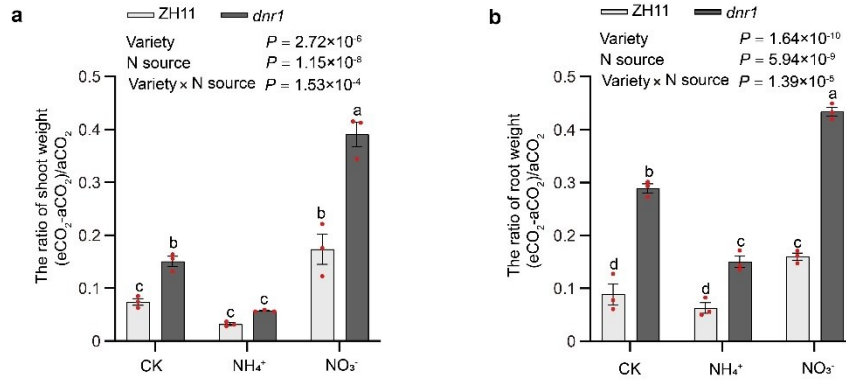 a
ZH11 dnr1
Variety P = 2.72×10⁻⁶
N source P = 1.15×10⁻⁸
Variety × N source P = 1.53×10⁻⁴
The ratio of shoot weight
(eCO₂-aCO₂)/aCO₂
0.5
0.4
0.3
0.2
0.1
0
c b c c b a
CK NH₄⁺ NO₃⁻
b
ZH11 dnr1
Variety P = 1.64×10⁻¹⁰
N source P = 5.94×10⁻⁹
Variety × N source P = 1.39×10⁻⁵
The ratio of root weight
(eCO₂-aCO₂)/aCO₂
0.5
0.4
0.3
0.2
0.1
0
d b d c c a
CK NH₄⁺ NO₃⁻